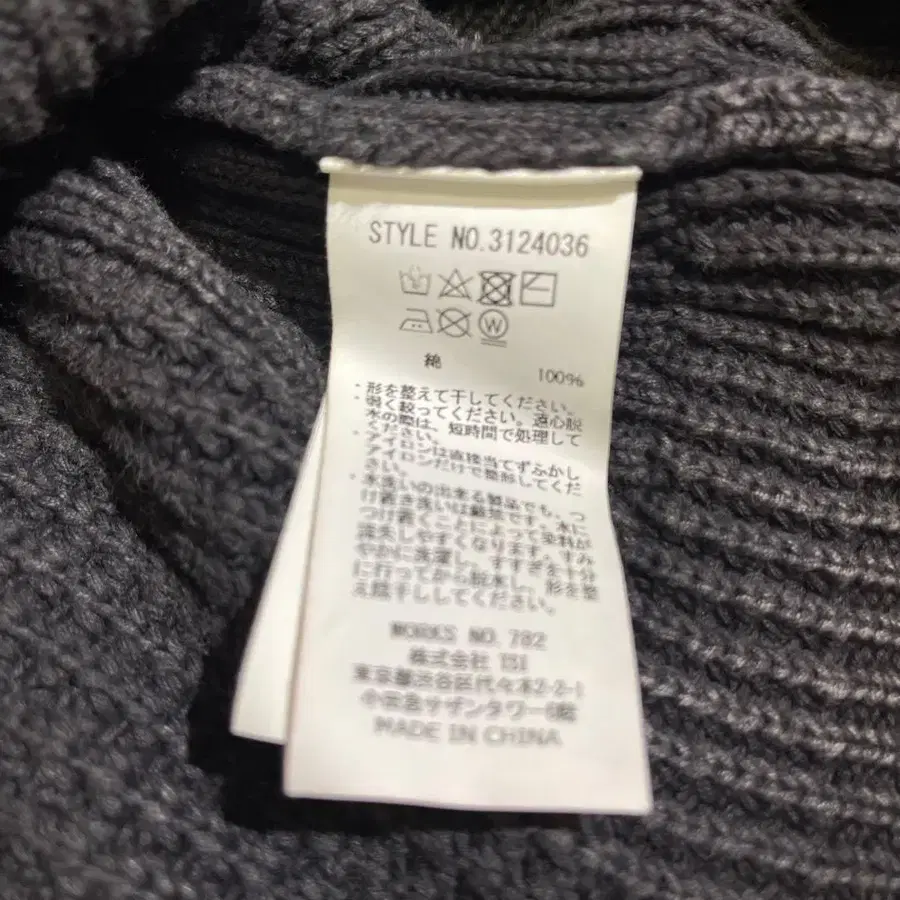 STYLE NO.3124036
W
綿 100%
・形を整えて干してください。
・弱く絞ってください。遠心脱
水の際は、短時間で処理して
ください。
・アイロンは直接当てずふかし
アイロンだけで整形してくだ
さい。
・水洗いの出来る製品でも、つ
け置き洗いは厳禁です。水に
つけ置くことによって染料が
流失しやすくなります。すみ
やかに洗濯し、すすぎを十分
に行ってから脱水し、形を整
え陰干ししてください。
WORKS NO. 782
株式会社 TSI
東京都渋谷区代々木2-2-1
小田急サザンタワー6階
MADE IN CHINA